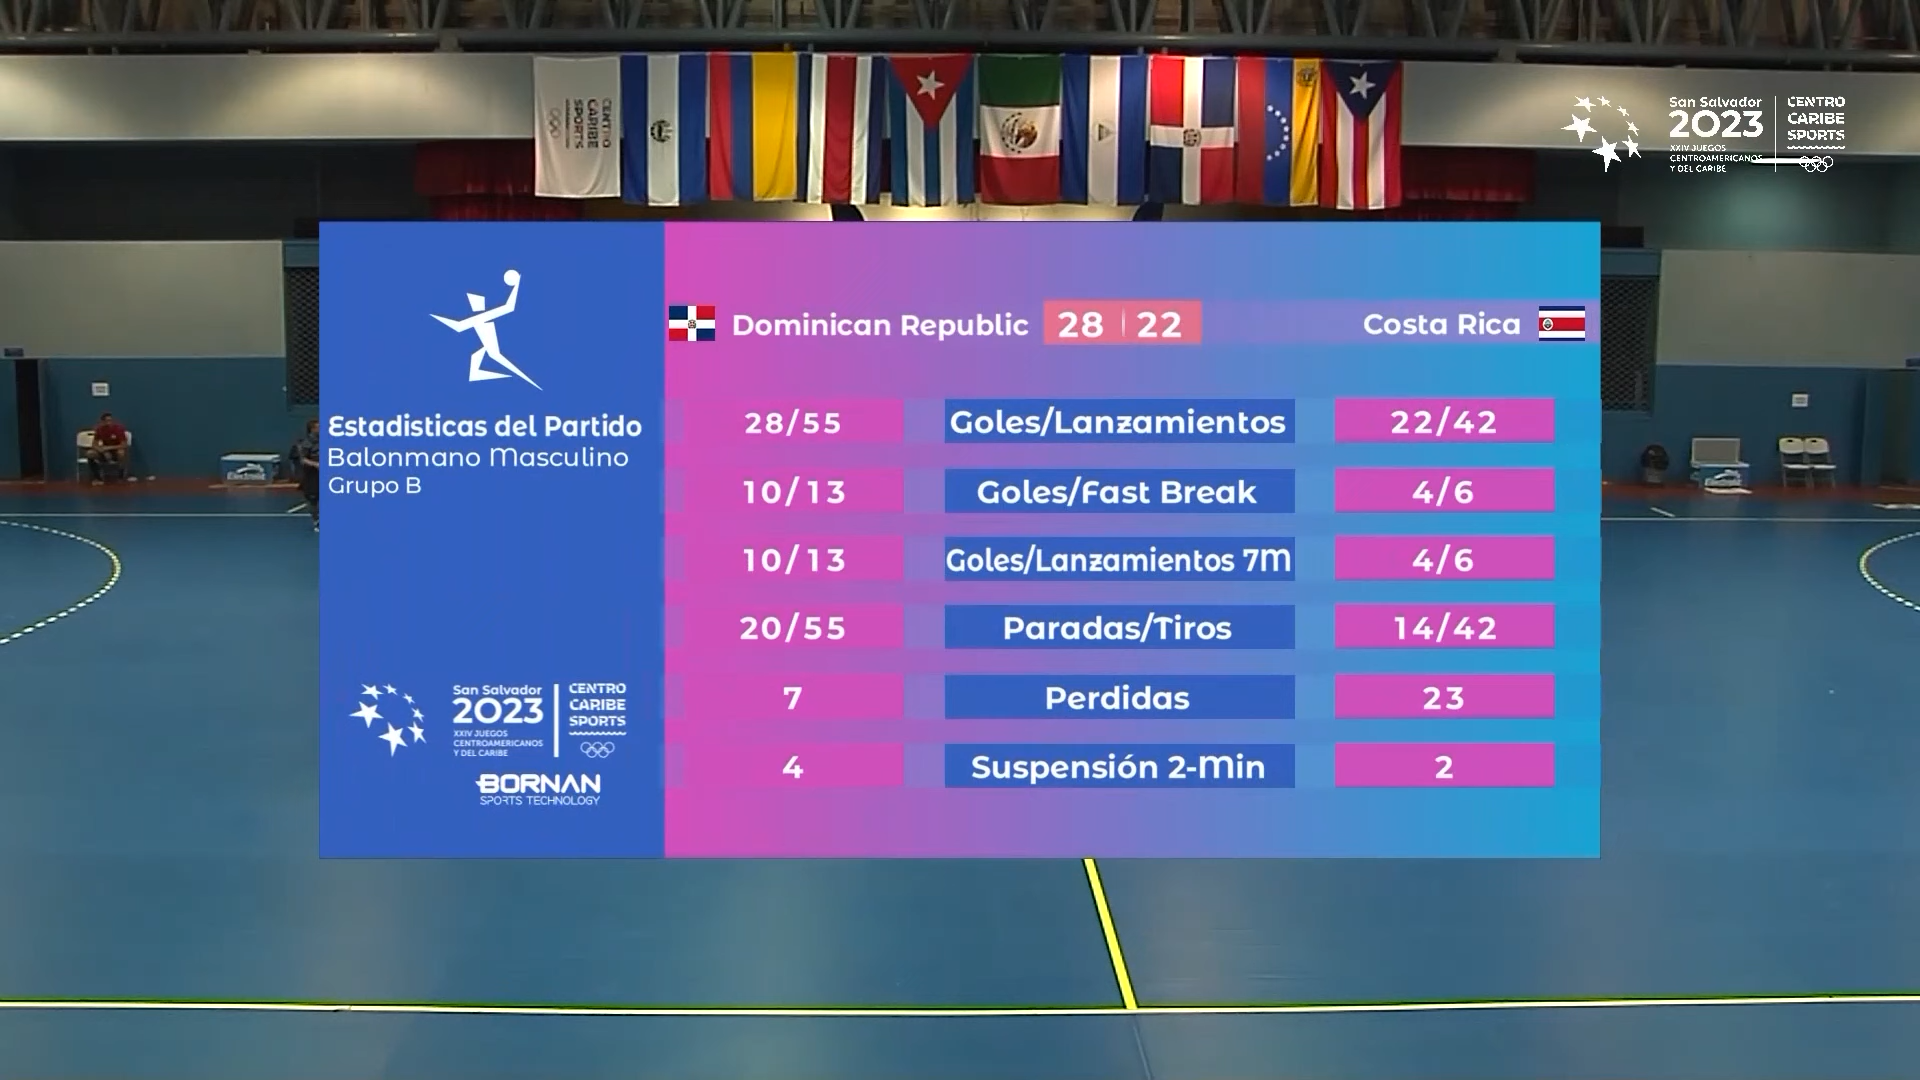 CENTRO
CARIBE
SPORTS
San Salvador
2023
XXIV JUEGOS
CENTROAMERICANOS
Y DEL CARIBE
CENTRO
CARIBE
SPORTS
Dominican Republic 28 | 22 Costa Rica
Estadisticas del Partido
Balonmano Masculino
Grupo B
28/55 Goles/Lanzamientos 22/42
10/13 Goles/Fast Break 4/6
10/13 Goles/Lanzamientos 7M 4/6
20/55 Paradas/Tiros 14/42
7 Perdidas 23
4 Suspensión 2-Min 2
San Salvador
2023
XXIV JUEGOS
CENTROAMERICANOS
Y DEL CARIBE
CENTRO
CARIBE
SPORTS
BORNAN
SPORTS TECHNOLOGY